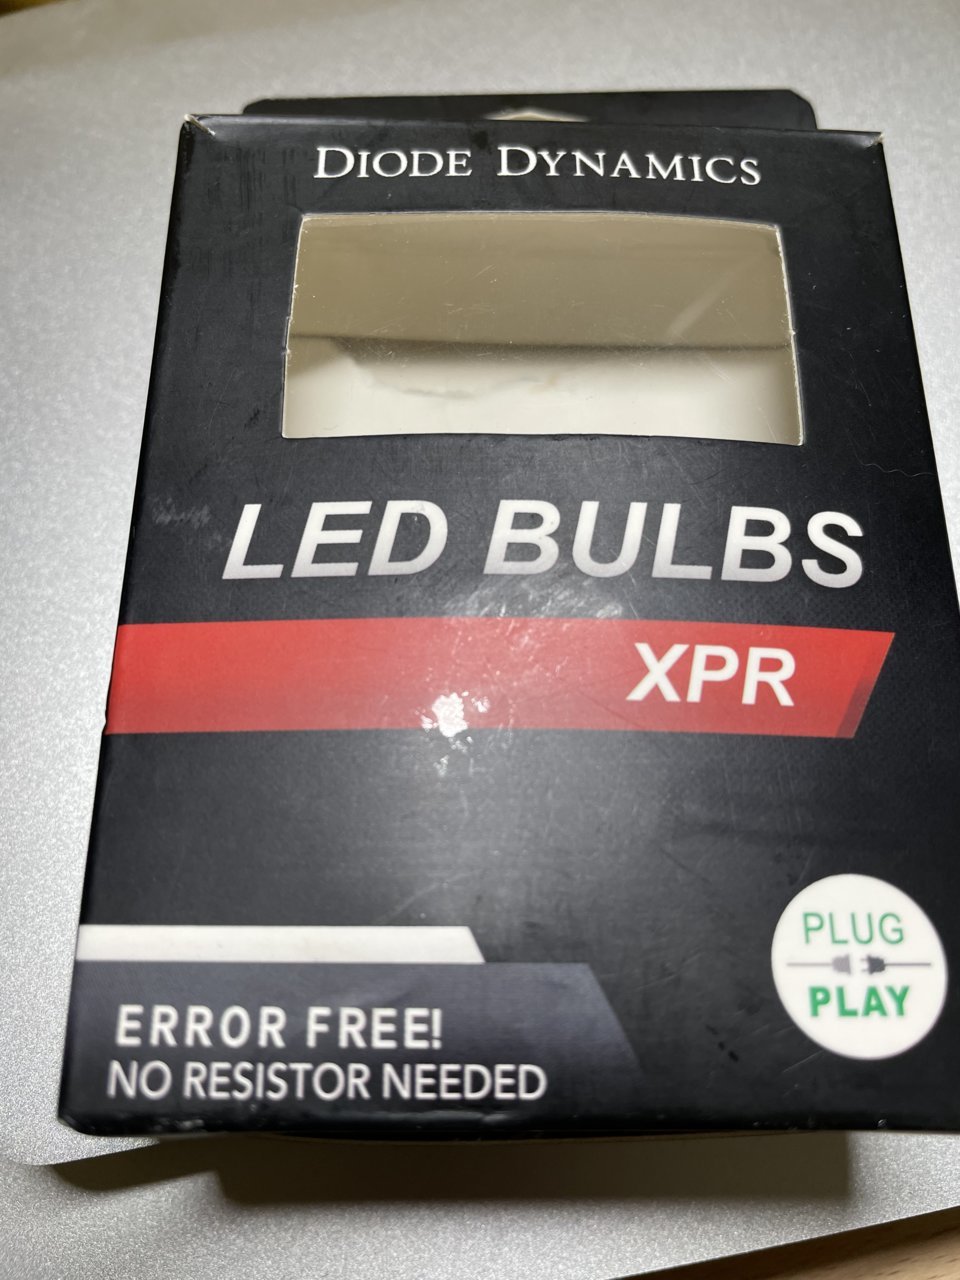 DIODE DYNAMICS
LED BULBS
XPR
PLUG
PLAY
ERROR FREE!
NO RESISTOR NEEDED